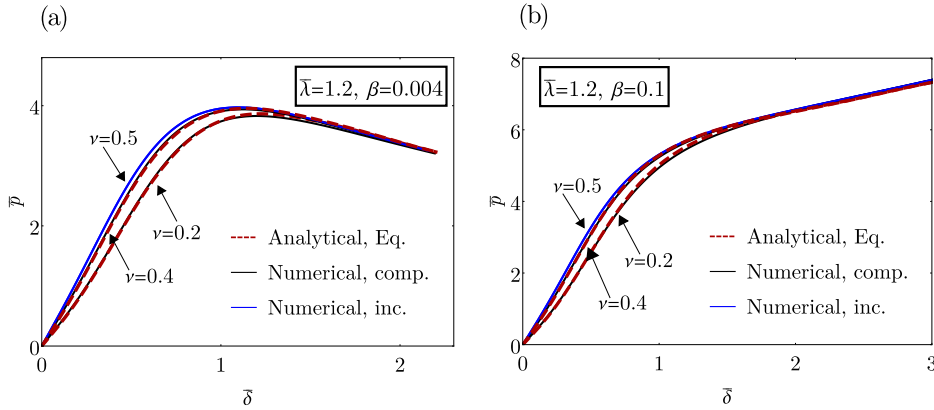 (a)
λ̅=1.2, β=0.004
4
2
0
p̅
ν=0.5
ν=0.2
ν=0.4
Analytical, Eq.
Numerical, comp.
Numerical, inc.
0
1
2
δ̅
(b)
λ̅=1.2, β=0.1
8
6
4
2
0
p̅
ν=0.5
ν=0.2
ν=0.4
Analytical, Eq.
Numerical, comp.
Numerical, inc.
0
1
2
3
δ̅